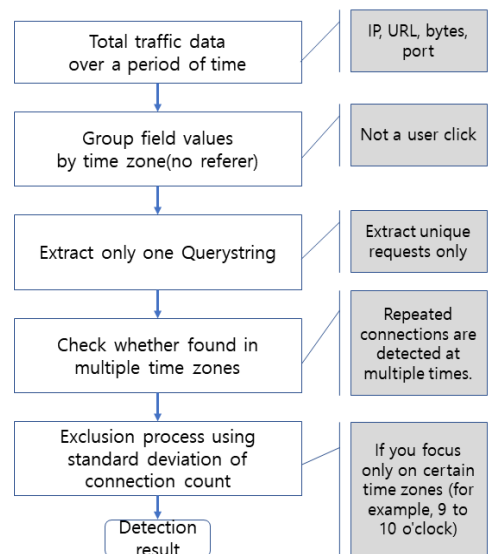 Total traffic data
over a period of time
IP, URL, bytes,
port
Group field values
by time zone(no referer)
Not a user click
Extract only one Querystring
Extract unique
requests only
Check whether found in
multiple time zones
Repeated
connections are
detected at
multiple times.
Exclusion process using
standard deviation of
connection count
If you focus
only on certain
time zones (for
example, 9 to
10 o'clock)
Detection
result